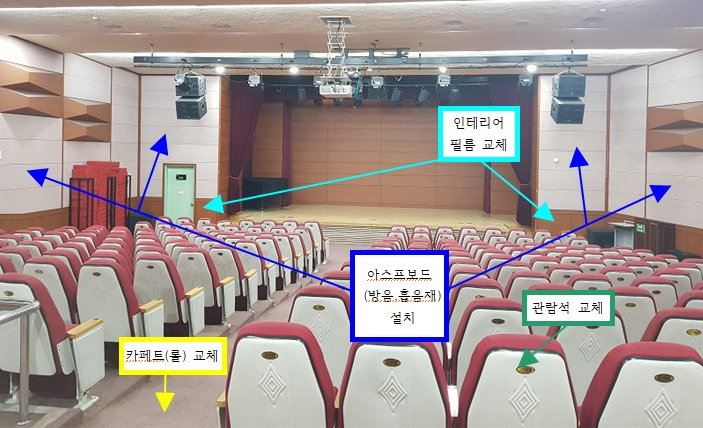 인테리어
필름 교체
아스프보드
(방음,흡음재)
설치
관람석 교체
카페트(롤) 교체